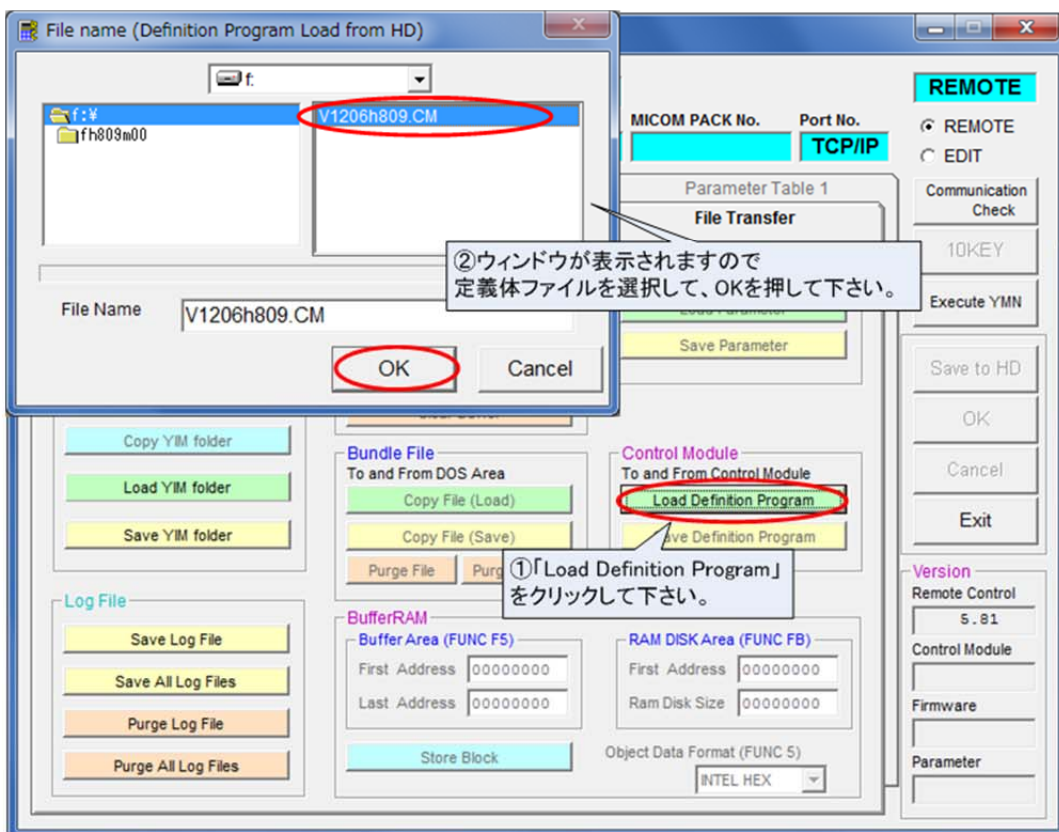 File name (Definition Program Load from HD)
f:
f:¥
fh809m00
V1206h809.CM
File Name
V1206h809.CM
OK
Cancel
MICOM PACK No.
Port No.
TCP/IP
REMOTE
REMOTE
EDIT
Parameter Table 1
File Transfer
②ウィンドウが表示されますので
定義体ファイルを選択して、OKを押して下さい。
Load Parameter
Save Parameter
Communication
Check
10KEY
Execute YMN
Save to HD
OK
Cancel
Exit
Copy YIM folder
Load YIM folder
Save YIM folder
Clear Buffer
Bundle File
To and From DOS Area
Copy File (Load)
Copy File (Save)
Purge File
Purg
Control Module
To and From Control Module
Load Definition Program
ave Definition Program
①「Load Definition Program」
をクリックして下さい。
Log File
Save Log File
Save All Log Files
Purge Log File
Purge All Log Files
BufferRAM
Buffer Area (FUNC F5)
First Address 00000000
Last Address 00000000
Store Block
RAM DISK Area (FUNC FB)
First Address 00000000
Ram Disk Size 00000000
Object Data Format (FUNC 5)
INTEL HEX
Version
Remote Control
5.81
Control Module
Firmware
Parameter